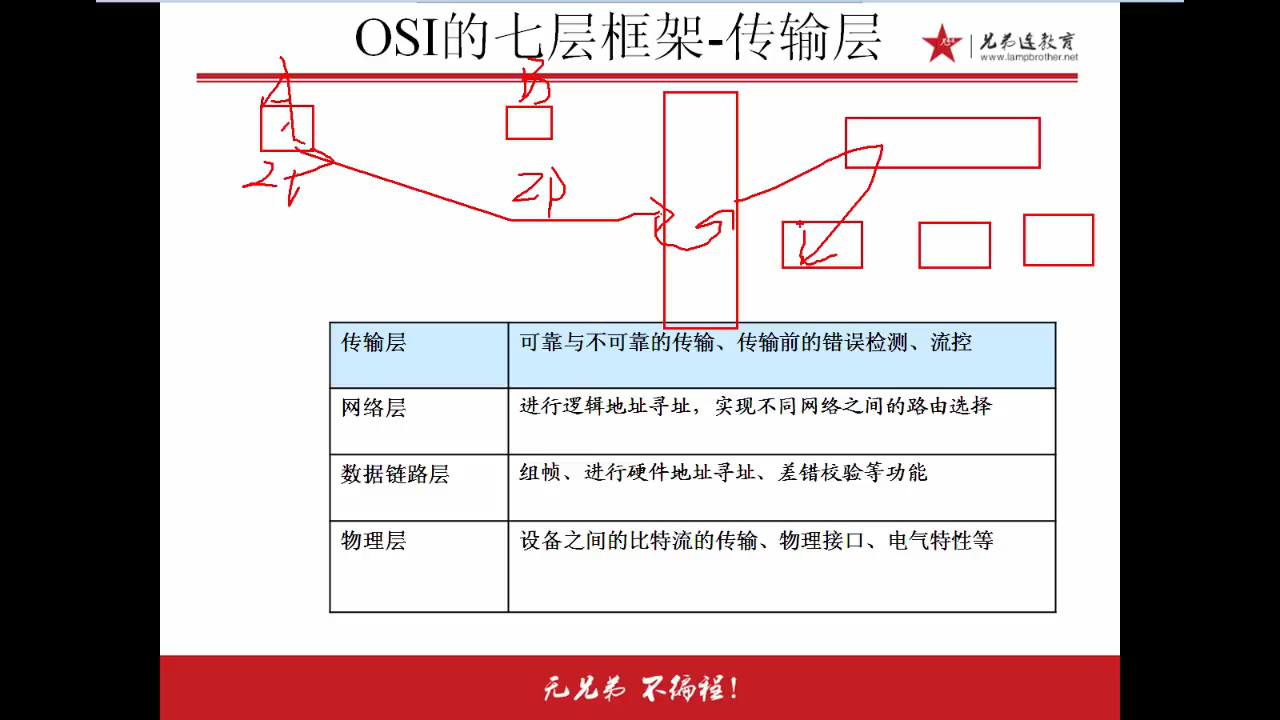 OSI的七层框架-传输层
兄弟连教育
www.lampbrother.net
A
B
2t
2p
传输层
可靠与不可靠的传输、传输前的错误检测、流控
网络层
进行逻辑地址寻址，实现不同网络之间的路由选择
数据链路层
组帧、进行硬件地址寻址、差错校验等功能
物理层
设备之间的比特流的传输、物理接口、电气特性等
无兄弟 不编程！